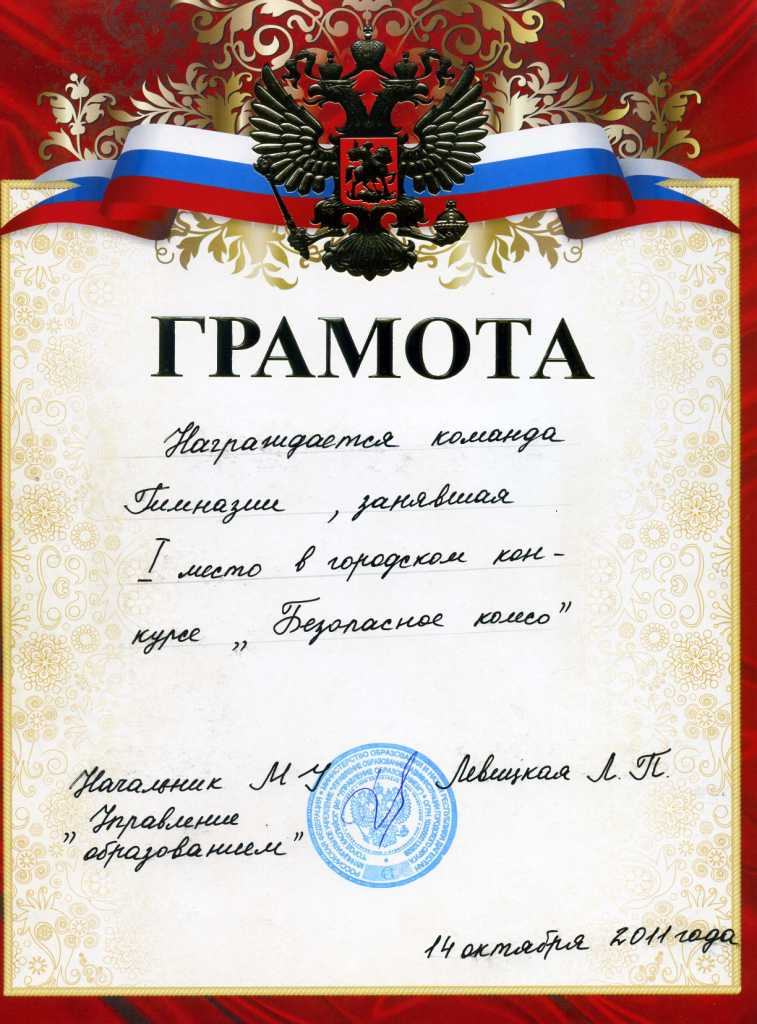 ГРАМОТА
Награждается команда
Гимназии , занявшая
I место в городском кон-
курсе „Безопасное колесо”
Начальник МУ Левицкая Л. П.
„Управление
образованием”
14 октября 2011 года